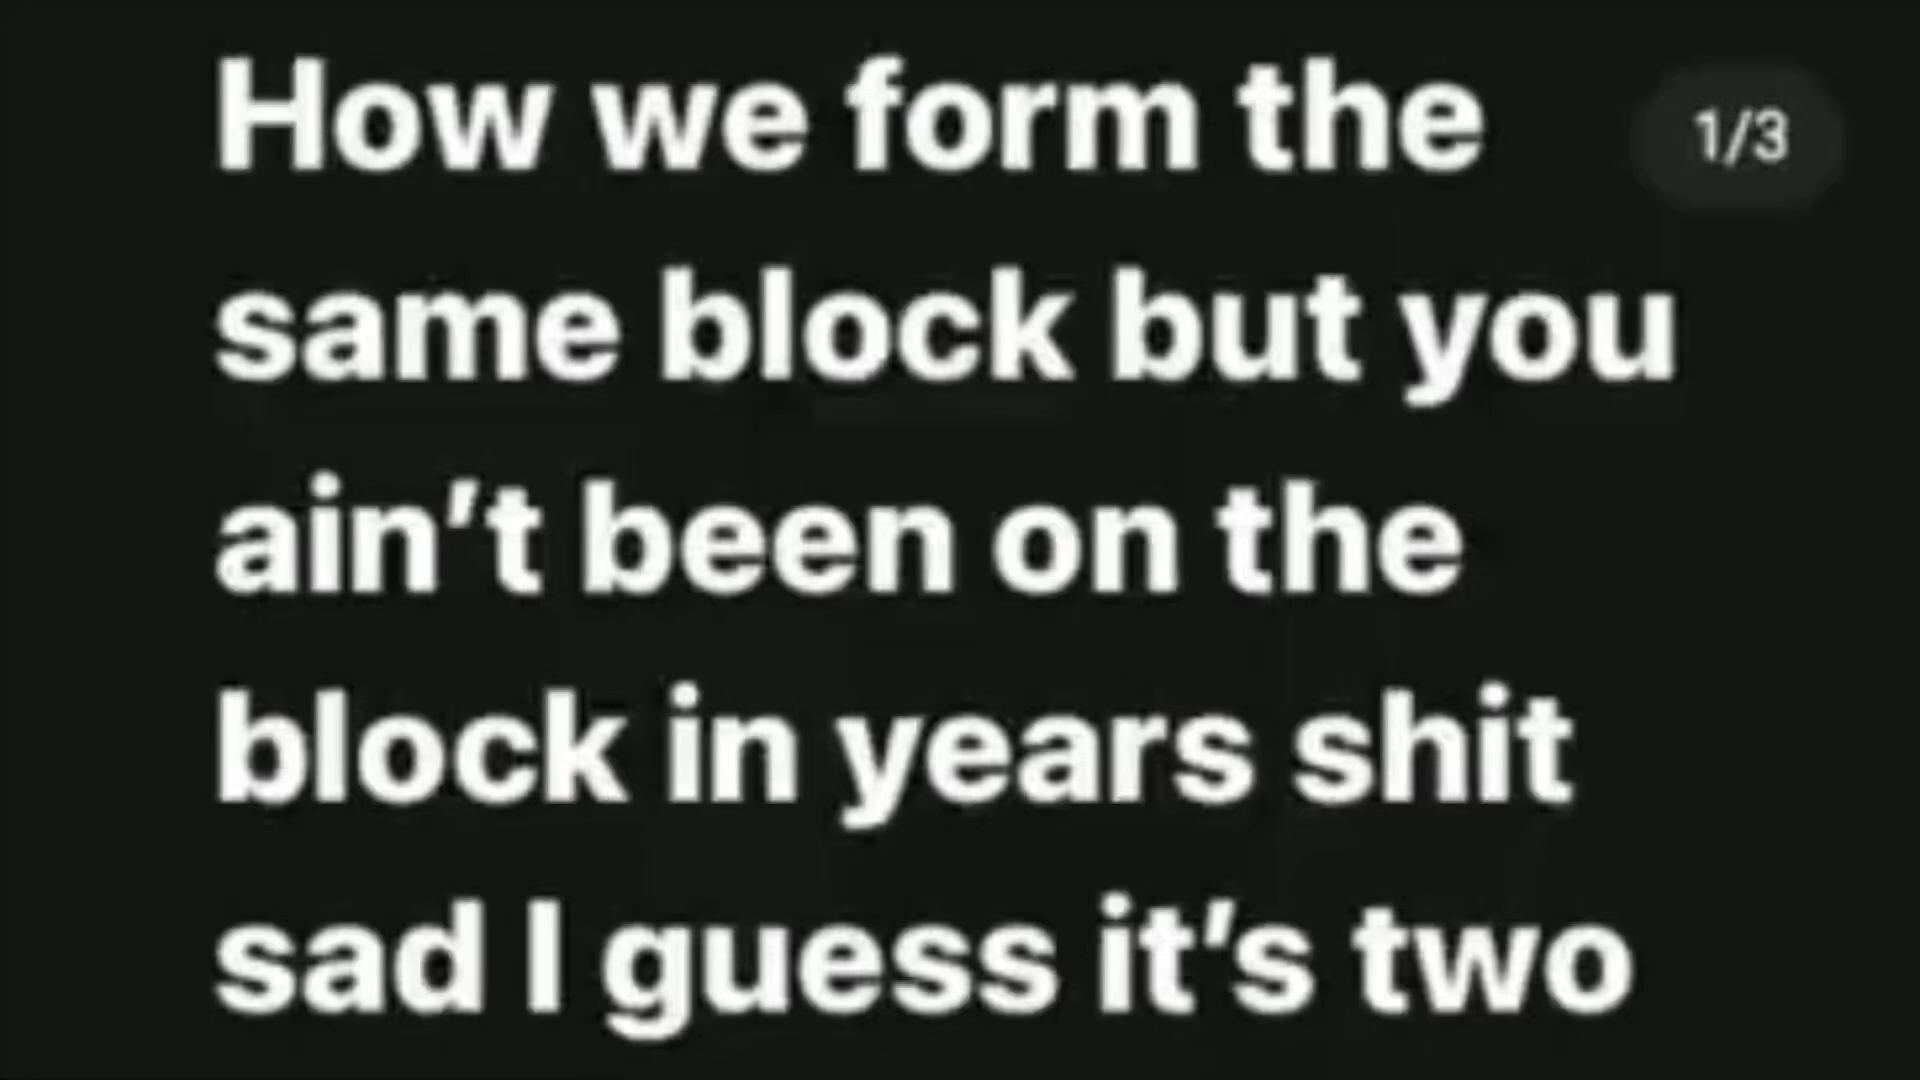 How we form the
1/3
same block but you
ain't been on the
block in years shit
sad I guess it's two